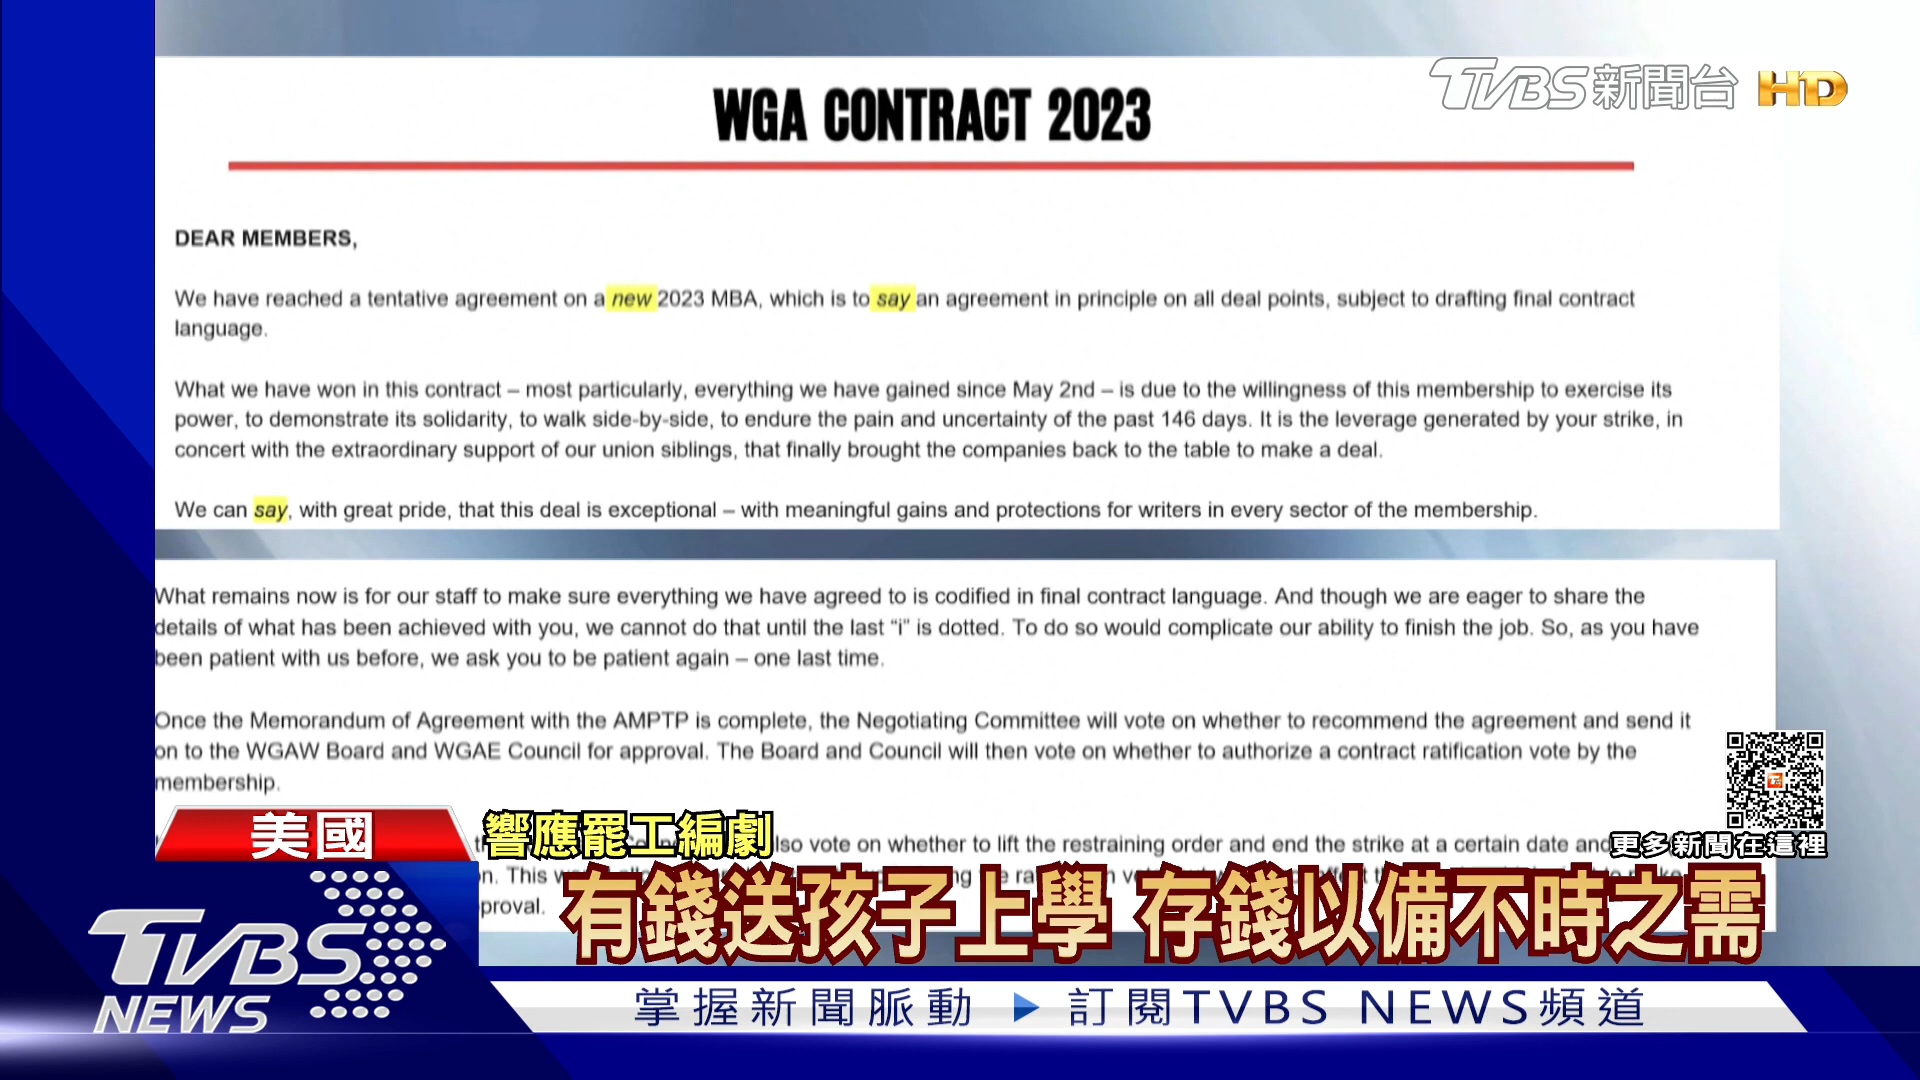 TVBS新聞台 HD
WGA CONTRACT 2023
DEAR MEMBERS,
We have reached a tentative agreement on a new 2023 MBA, which is to say an agreement in principle on all deal points, subject to drafting final contract
language.
What we have won in this contract – most particularly, everything we have gained since May 2nd – is due to the willingness of this membership to exercise its
power, to demonstrate its solidarity, to walk side-by-side, to endure the pain and uncertainty of the past 146 days. It is the leverage generated by your strike, in
concert with the extraordinary support of our union siblings, that finally brought the companies back to the table to make a deal.
We can say, with great pride, that this deal is exceptional – with meaningful gains and protections for writers in every sector of the membership.
What remains now is for our staff to make sure everything we have agreed to is codified in final contract language. And though we are eager to share the
details of what has been achieved with you, we cannot do that until the last “i” is dotted. To do so would complicate our ability to finish the job. So, as you have
been patient with us before, we ask you to be patient again – one last time.
Once the Memorandum of Agreement with the AMPTP is complete, the Negotiating Committee will vote on whether to recommend the agreement and send it
on to the WGAW Board and WGAE Council for approval. The Board and Council will then vote on whether to authorize a contract ratification vote by the
membership.
lso vote on whether to lift the restraining order and end the strike at a certain date and
n. This
proval.
更多新聞在這裡
美國
響應罷工編劇
有錢送孩子上學 存錢以備不時之需
TVBS NEWS
掌握新聞脈動 訂閱TVBS NEWS頻道